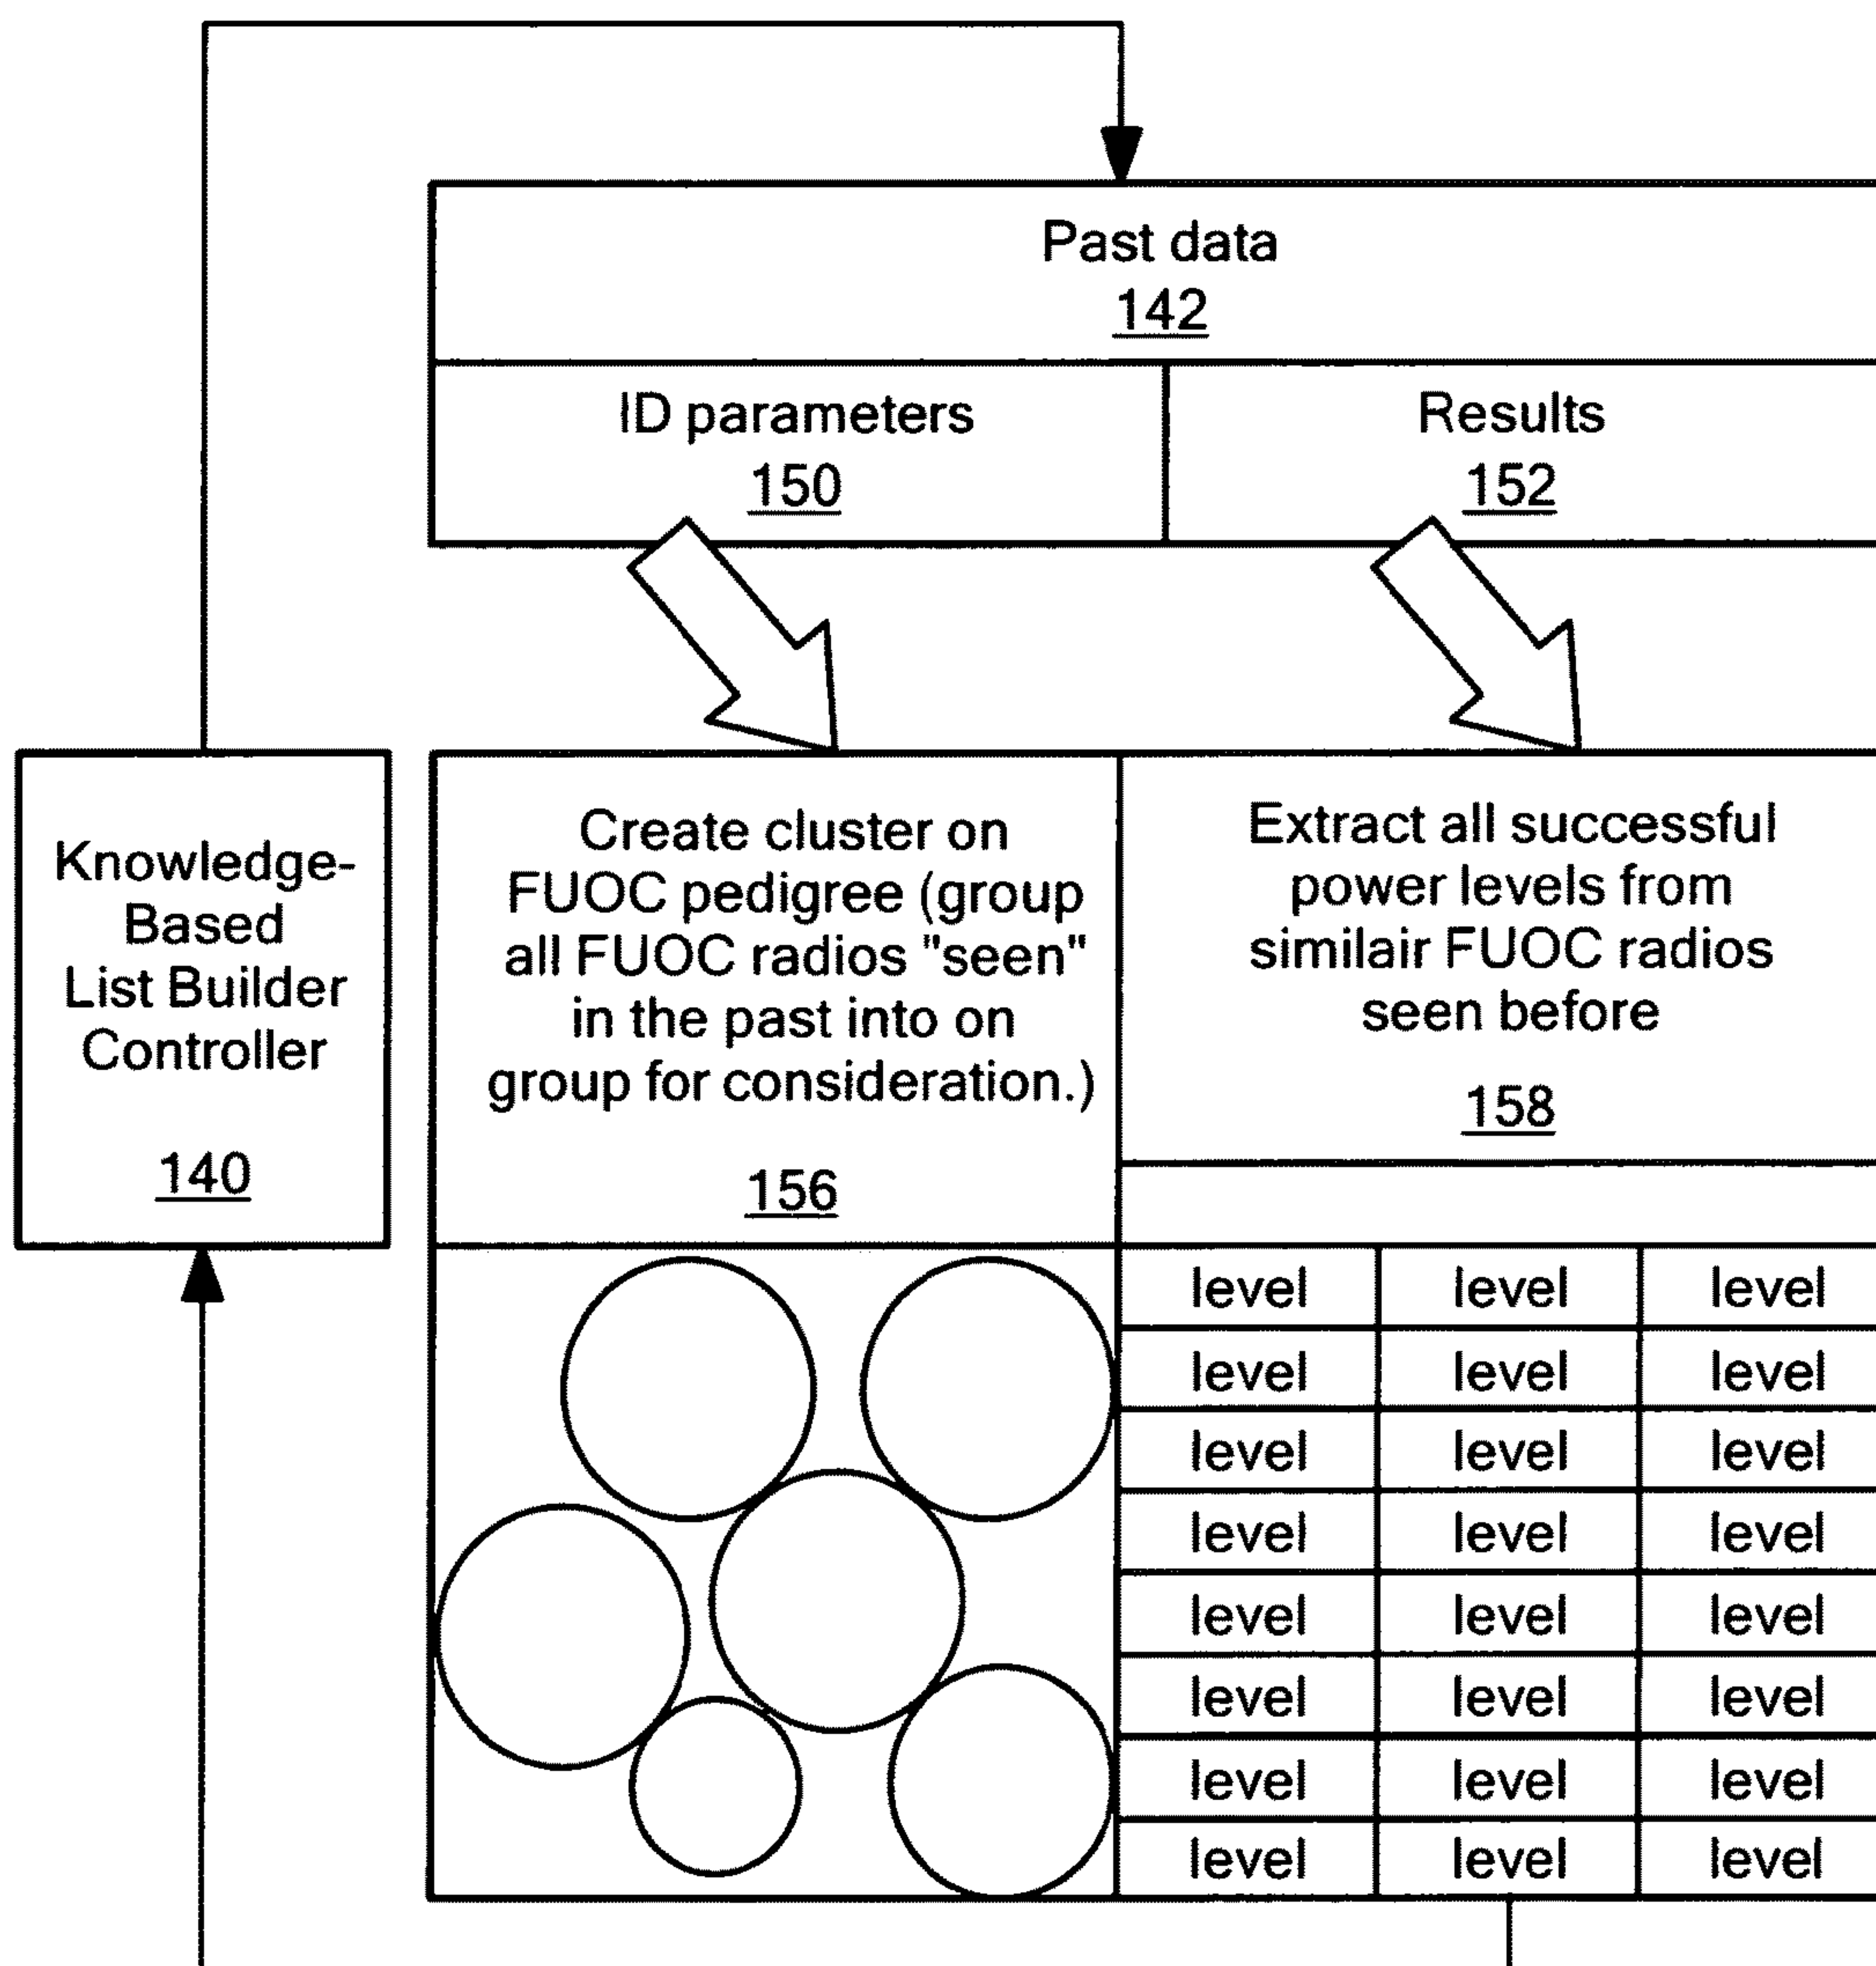 Past data
142
ID parameters
150
Results
152
Knowledge-
Based
List Builder
Controller
140
Create cluster on
FUOC pedigree (group
all FUOC radios "seen"
in the past into on
group for consideration.)
156
Extract all successful
power levels from
similair FUOC radios
seen before
158
level level level
level level level
level level level
level level level
level level level
level level level
level level level
level level level